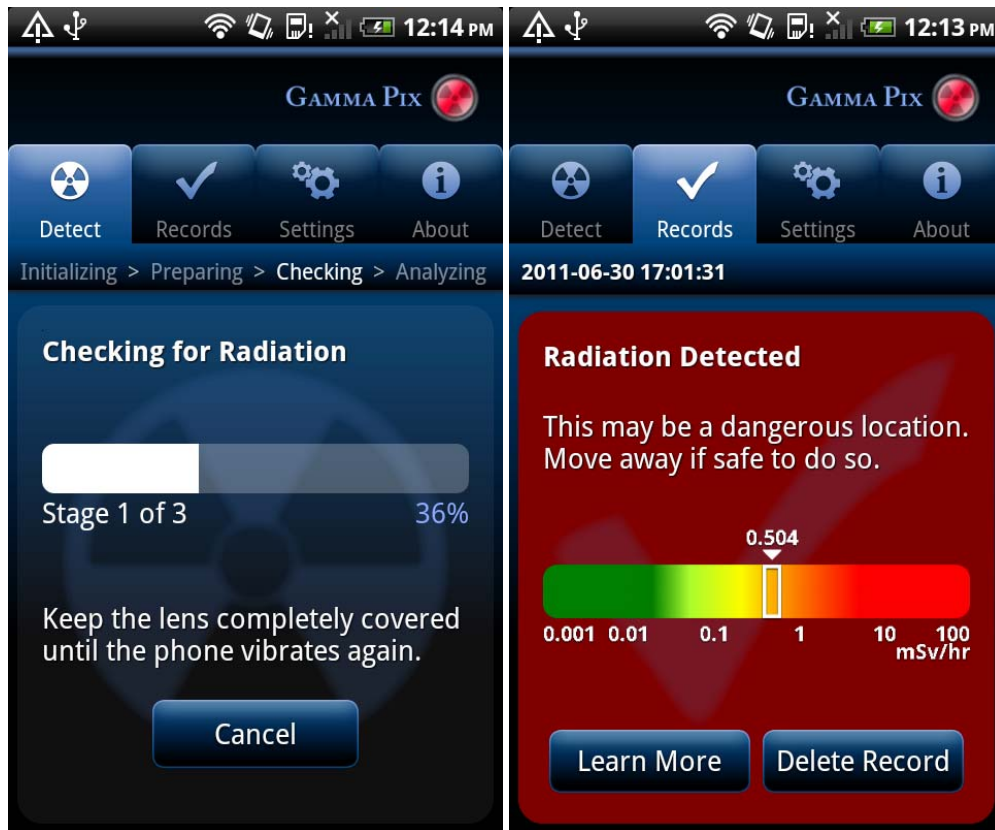 12:14 PM
GAMMA PIX
Detect Records Settings About
Initializing > Preparing > Checking > Analyzing
Checking for Radiation
Stage 1 of 3 36%
Keep the lens completely covered
until the phone vibrates again.
Cancel
12:13 PM
GAMMA PIX
Detect Records Settings About
2011-06-30 17:01:31
Radiation Detected
This may be a dangerous location.
Move away if safe to do so.
0.504
0.001 0.01 0.1 1 10 100
mSv/hr
Learn More Delete Record